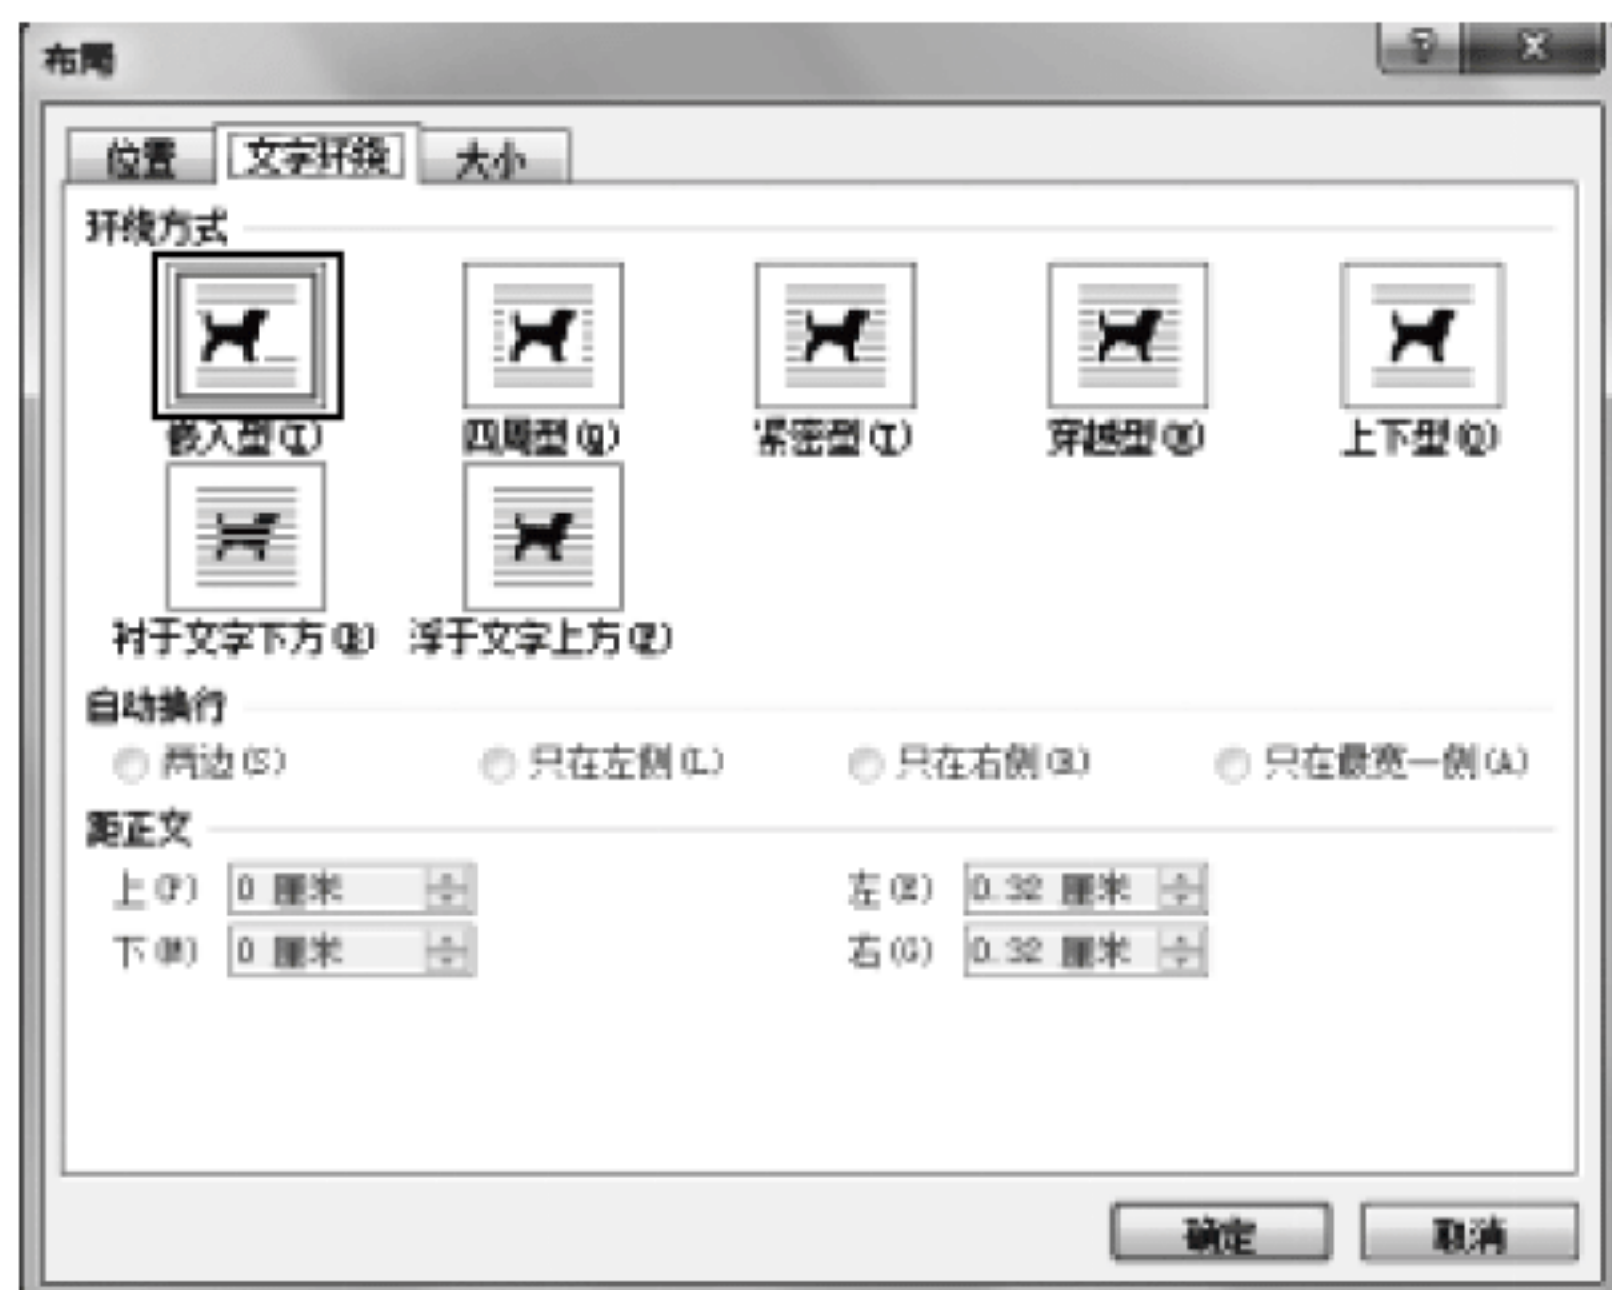 布局
位置 文字环绕 大小
环绕方式
嵌入型(I) 四周型(Q) 紧密型(T) 穿越型(H) 上下型(O)
衬于文字下方(B) 浮于文字上方(F)
自动换行
两边(S) 只在左侧(L) 只在右侧(R) 只在最宽一侧(A)
距正文
上(P) 0 厘米 左(E) 0.32 厘米
下(M) 0 厘米 右(G) 0.32 厘米
确定 取消